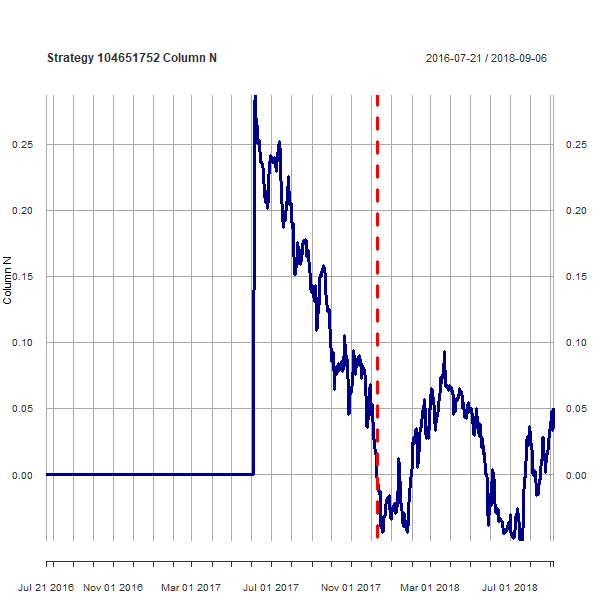 Strategy 104651752 Column N
2016-07-21 / 2018-09-06
0.25
0.25
0.20
0.20
0.15
0.15
Column N
0.10
0.10
0.05
0.05
0.00
0.00
Jul 21 2016
Nov 01 2016
Mar 01 2017
Jul 01 2017
Nov 01 2017
Mar 01 2018
Jul 01 2018